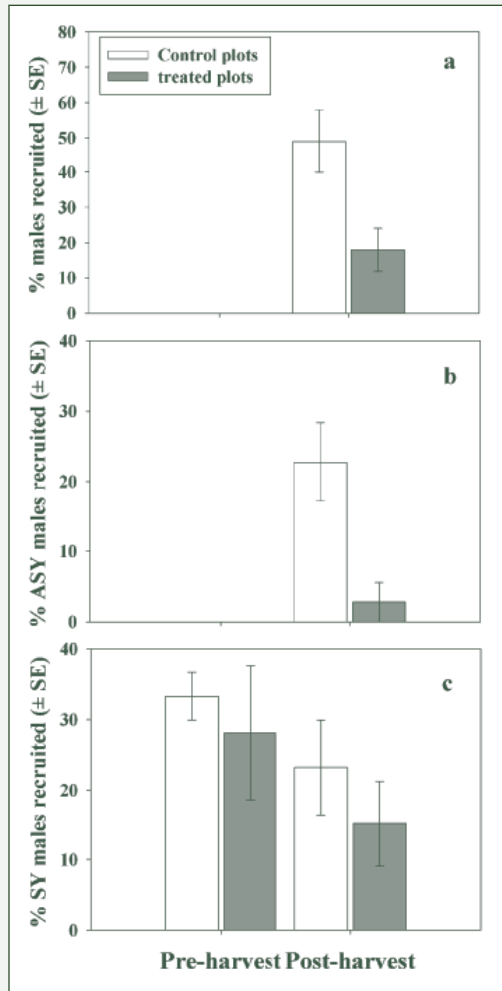 80
70
60
50
40
30
20
10
0
% males recruited (± SE)
Control plots
treated plots
a
40
30
20
10
0
% ASY males recruited (± SE)
b
40
30
20
10
0
% SY males recruited (± SE)
c
Pre-harvest Post-harvest